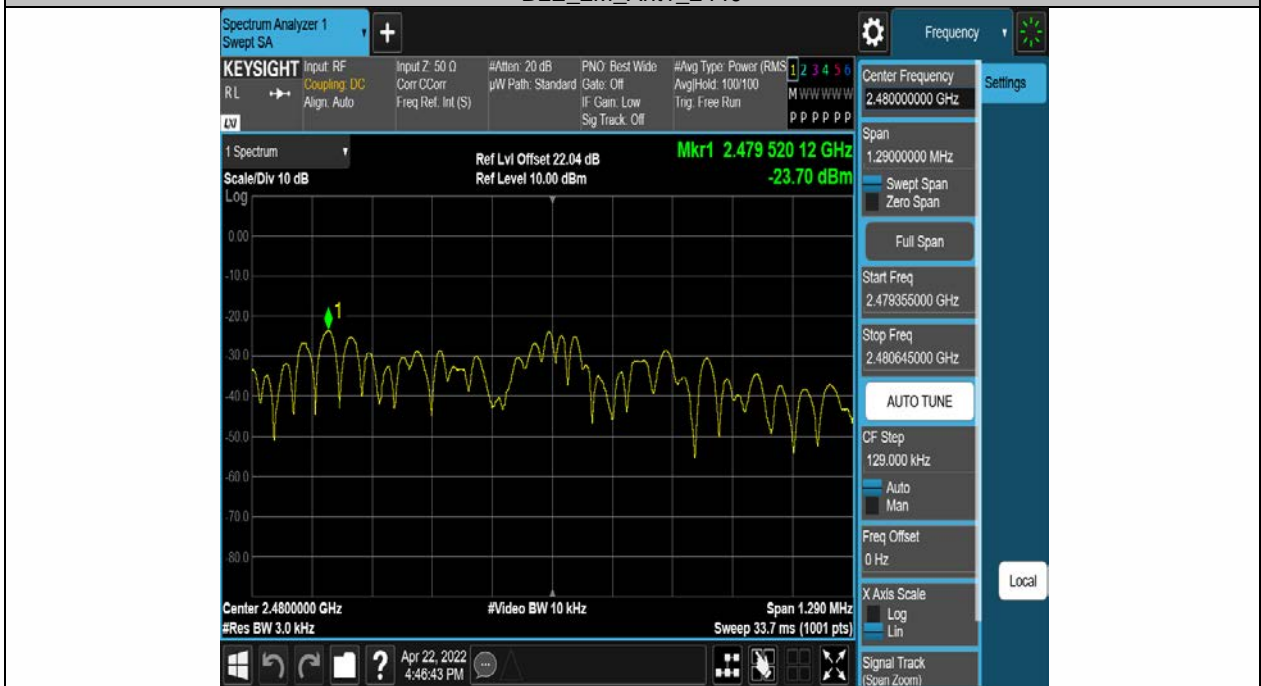 Spectrum Analyzer 1
Swept SA
+
Frequency
KEYSIGHT
RL
LXI
Input: RF
Coupling: DC
Align: Auto
Input Z: 50 Ω
Corr CCorr
Freq Ref: Int (S)
#Atten: 20 dB
µW Path: Standard
PNO: Best Wide
Gate: Off
IF Gain: Low
Sig Track: Off
#Avg Type: Power (RMS
Avg|Hold: 100/100
Trig: Free Run
1 2 3 4 5 6
M W W W W W
P P P P P P
1 Spectrum
Scale/Div 10 dB
Log
Ref Lvl Offset 22.04 dB
Ref Level 10.00 dBm
Mkr1 2.479 520 12 GHz
-23.70 dBm
0.00
-10.0
-20.0
-30.0
-40.0
-50.0
-60.0
-70.0
-80.0
1
Center 2.4800000 GHz
#Res BW 3.0 kHz
#Video BW 10 kHz
Span 1.290 MHz
Sweep 33.7 ms (1001 pts)
Apr 22, 2022
4:46:43 PM
Center Frequency
2.480000000 GHz
Settings
Span
1.29000000 MHz
Swept Span
Zero Span
Full Span
Start Freq
2.479355000 GHz
Stop Freq
2.480645000 GHz
AUTO TUNE
CF Step
129.000 kHz
Auto
Man
Freq Offset
0 Hz
X Axis Scale
Log
Lin
Local
Signal Track
(Span Zoom)